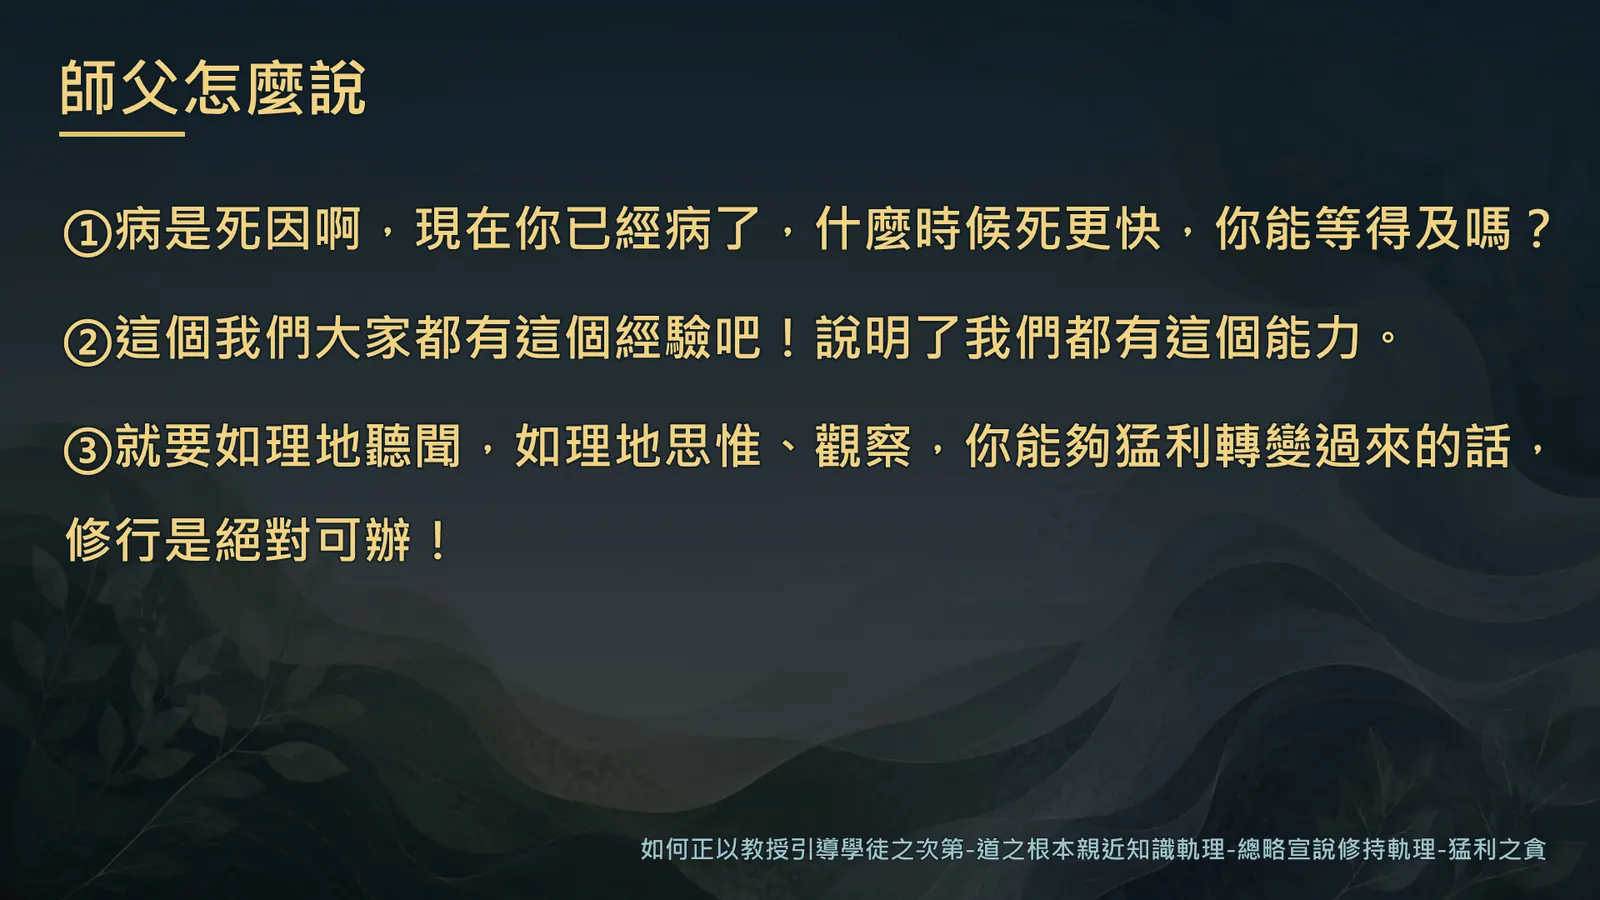 師父怎麼說
①病是死因啊，現在你已經病了，什麼時候死更快，你能等得及嗎？
②這個我們大家都有這個經驗吧！說明了我們都有這個能力。
③就要如理地聽聞，如理地思惟、觀察，你能夠猛利轉變過來的話，
修行是絕對可辦！
如何正以教授引導學徒之次第-道之根本親近知識軌理-總略宣說修持軌理-猛利之貪